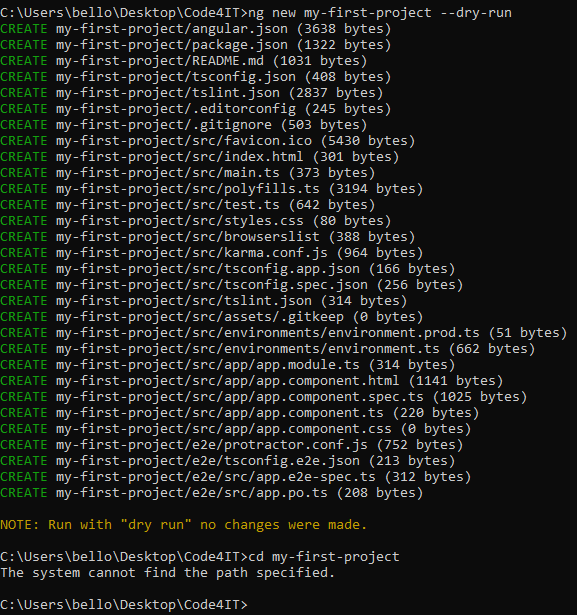 C:\Users\bello\Desktop\Code4IT>ng new my-first-project --dry-run
CREATE my-first-project/angular.json (3638 bytes)
CREATE my-first-project/package.json (1322 bytes)
CREATE my-first-project/README.md (1031 bytes)
CREATE my-first-project/tsconfig.json (408 bytes)
CREATE my-first-project/tslint.json (2837 bytes)
CREATE my-first-project/.editorconfig (245 bytes)
CREATE my-first-project/.gitignore (503 bytes)
CREATE my-first-project/src/favicon.ico (5430 bytes)
CREATE my-first-project/src/index.html (301 bytes)
CREATE my-first-project/src/main.ts (373 bytes)
CREATE my-first-project/src/polyfills.ts (3194 bytes)
CREATE my-first-project/src/test.ts (642 bytes)
CREATE my-first-project/src/styles.css (80 bytes)
CREATE my-first-project/src/browserslist (388 bytes)
CREATE my-first-project/src/karma.conf.js (964 bytes)
CREATE my-first-project/src/tsconfig.app.json (166 bytes)
CREATE my-first-project/src/tsconfig.spec.json (256 bytes)
CREATE my-first-project/src/tslint.json (314 bytes)
CREATE my-first-project/src/assets/.gitkeep (0 bytes)
CREATE my-first-project/src/environments/environment.prod.ts (51 bytes)
CREATE my-first-project/src/environments/environment.ts (662 bytes)
CREATE my-first-project/src/app/app.module.ts (314 bytes)
CREATE my-first-project/src/app/app.component.html (1141 bytes)
CREATE my-first-project/src/app/app.component.spec.ts (1025 bytes)
CREATE my-first-project/src/app/app.component.ts (220 bytes)
CREATE my-first-project/src/app/app.component.css (0 bytes)
CREATE my-first-project/e2e/protractor.conf.js (752 bytes)
CREATE my-first-project/e2e/tsconfig.e2e.json (213 bytes)
CREATE my-first-project/e2e/src/app.e2e-spec.ts (312 bytes)
CREATE my-first-project/e2e/src/app.po.ts (208 bytes)
NOTE: Run with "dry run" no changes were made.
C:\Users\bello\Desktop\Code4IT>cd my-first-project
The system cannot find the path specified.
C:\Users\bello\Desktop\Code4IT>